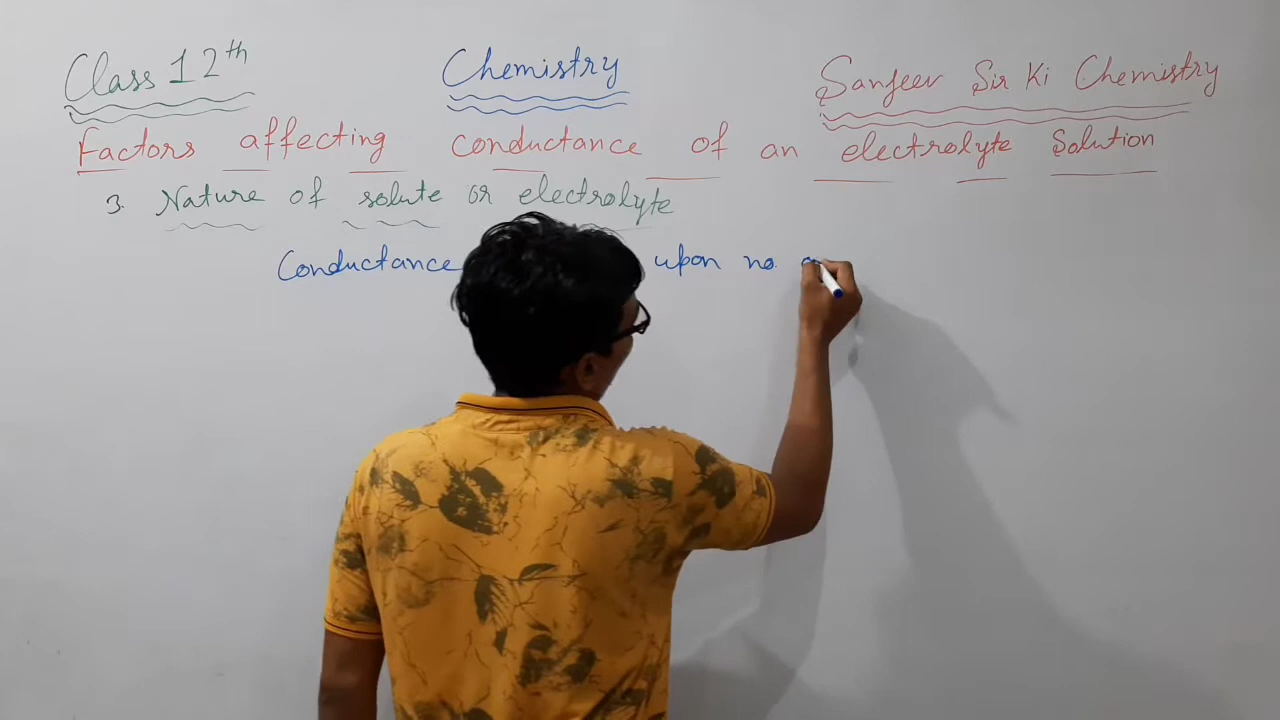 Class 12th Chemistry Sanjeev Sir Ki Chemistry
Factors affecting conductance of an electrolyte Solution
3. Nature of solute or electrolyte
Conductance upon no.